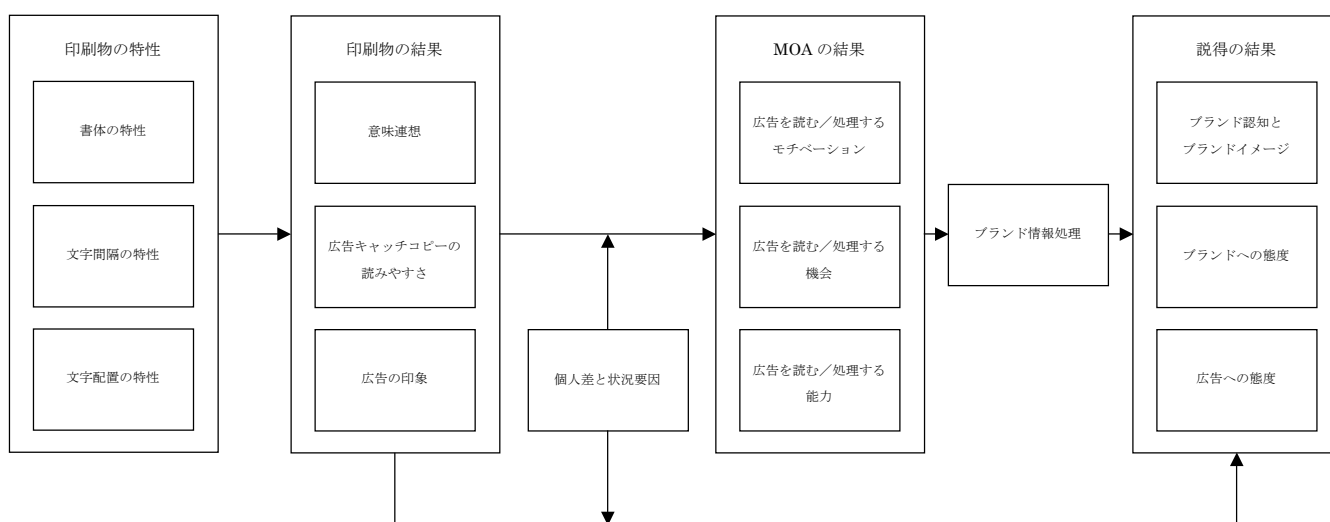 印刷物の特性
書体の特性
文字間隔の特性
文字配置の特性
印刷物の結果
意味連想
広告キャッチコピーの
読みやすさ
広告の印象
個人差と状況要因
MOA の結果
広告を読む／処理する
モチベーション
広告を読む／処理する
機会
広告を読む／処理する
能力
ブランド情報処理
説得の結果
ブランド認知と
ブランドイメージ
ブランドへの態度
広告への態度